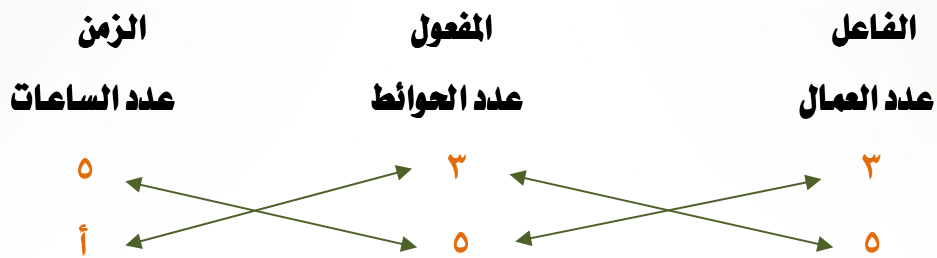 الفاعل المفعول الزمن
عدد العمال عدد الحوائط عدد الساعات
٣ ٣ ٥
٥ ٥ أ